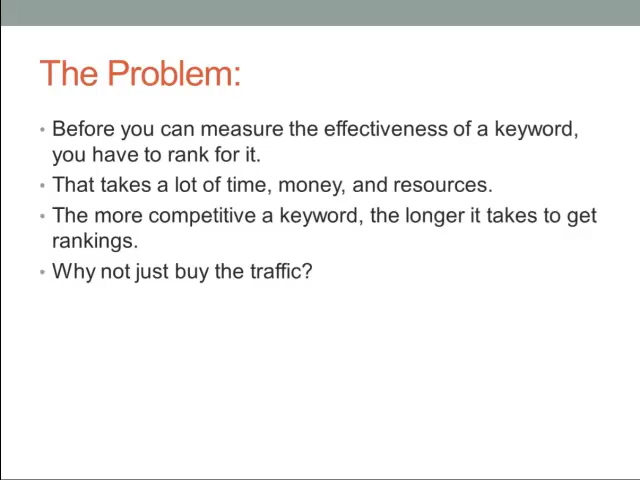 The Problem:
• Before you can measure the effectiveness of a keyword,
you have to rank for it.
• That takes a lot of time, money, and resources.
• The more competitive a keyword, the longer it takes to get
rankings.
• Why not just buy the traffic?